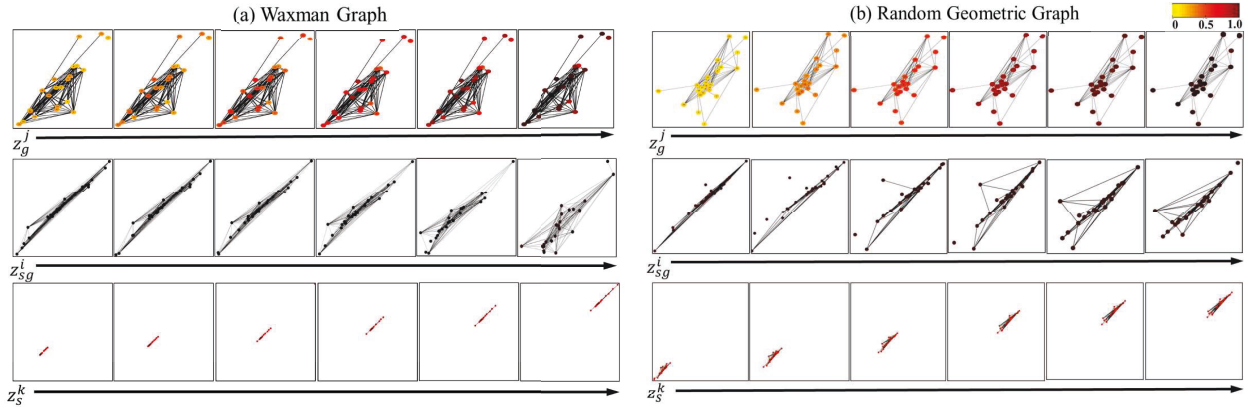 (a) Waxman Graph
(b) Random Geometric Graph
0 0.5 1.0
z_g^j
z_g^j
z_sg^i
z_sg^i
z_s^k
z_s^k